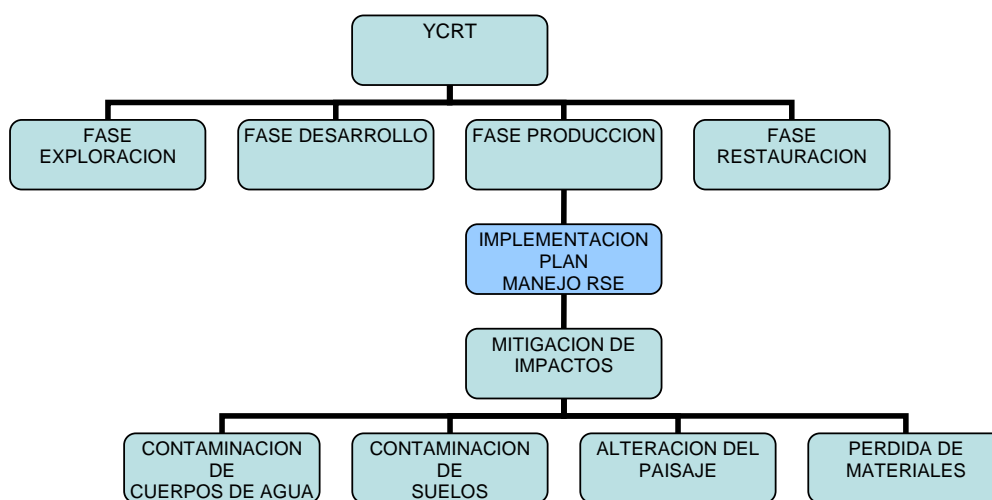 YCRT
FASE
EXPLORACION
FASE DESARROLLO
FASE PRODUCCION
FASE
RESTAURACION
IMPLEMENTACION
PLAN
MANEJO RSE
MITIGACION DE
IMPACTOS
CONTAMINACION
DE
CUERPOS DE AGUA
CONTAMINACION
DE
SUELOS
ALTERACION DEL
PAISAJE
PERDIDA DE
MATERIALES